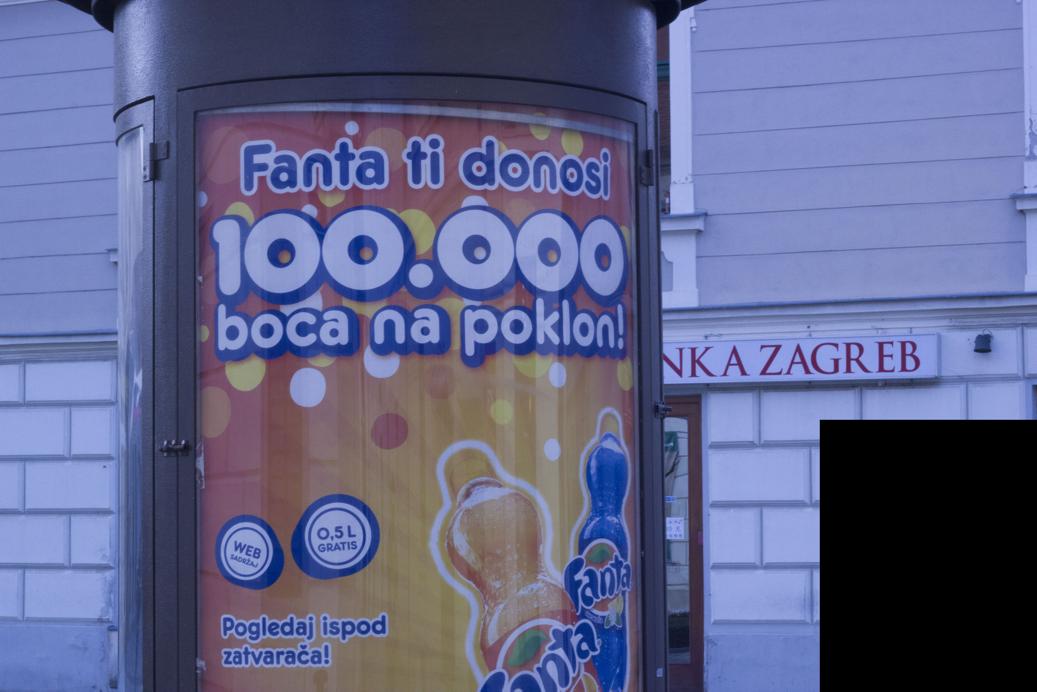 Fanta ti donosi
100.000
boca na poklon!
NKA ZAGREB
WEB
SADRŽAJ
0,5 L
GRATIS
Fanta
Pogledaj ispod
zatvarača!
Fanta